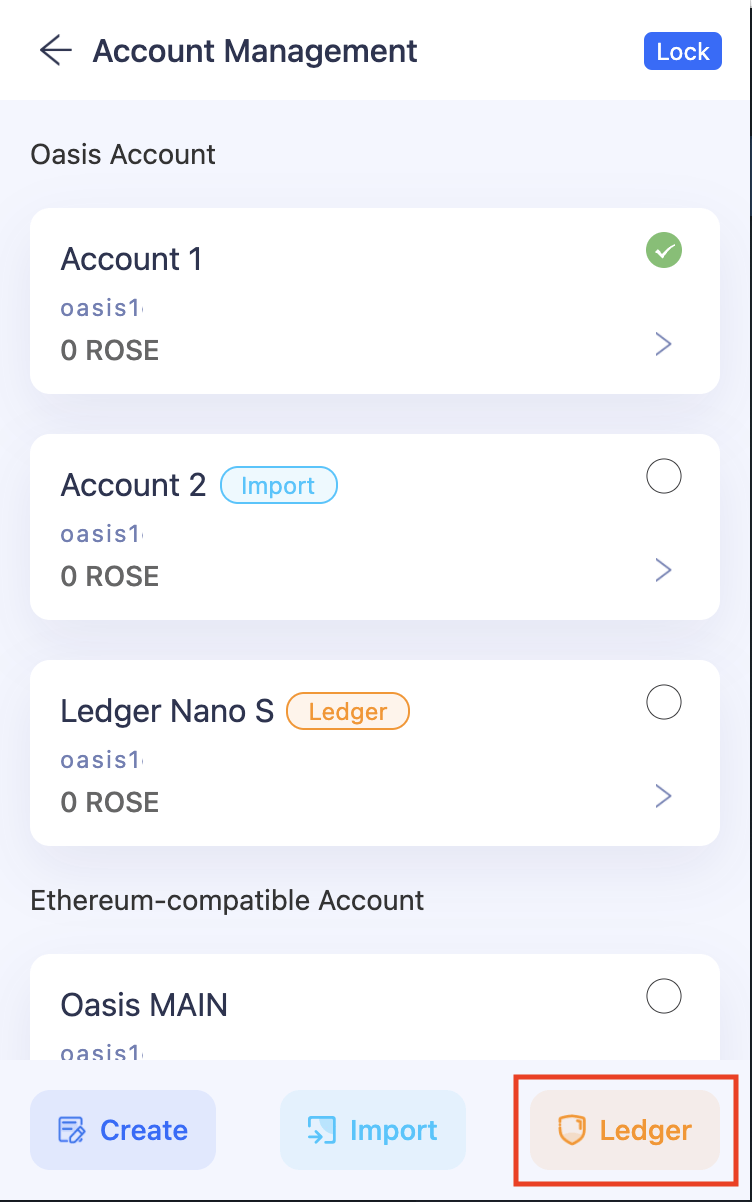 Account Management
Lock
Oasis Account
Account 1
oasis1
0 ROSE
Account 2
Import
oasis1
0 ROSE
Ledger Nano S
Ledger
oasis1
0 ROSE
Ethereum-compatible Account
Oasis MAIN
oasis1
Create
Import
Ledger